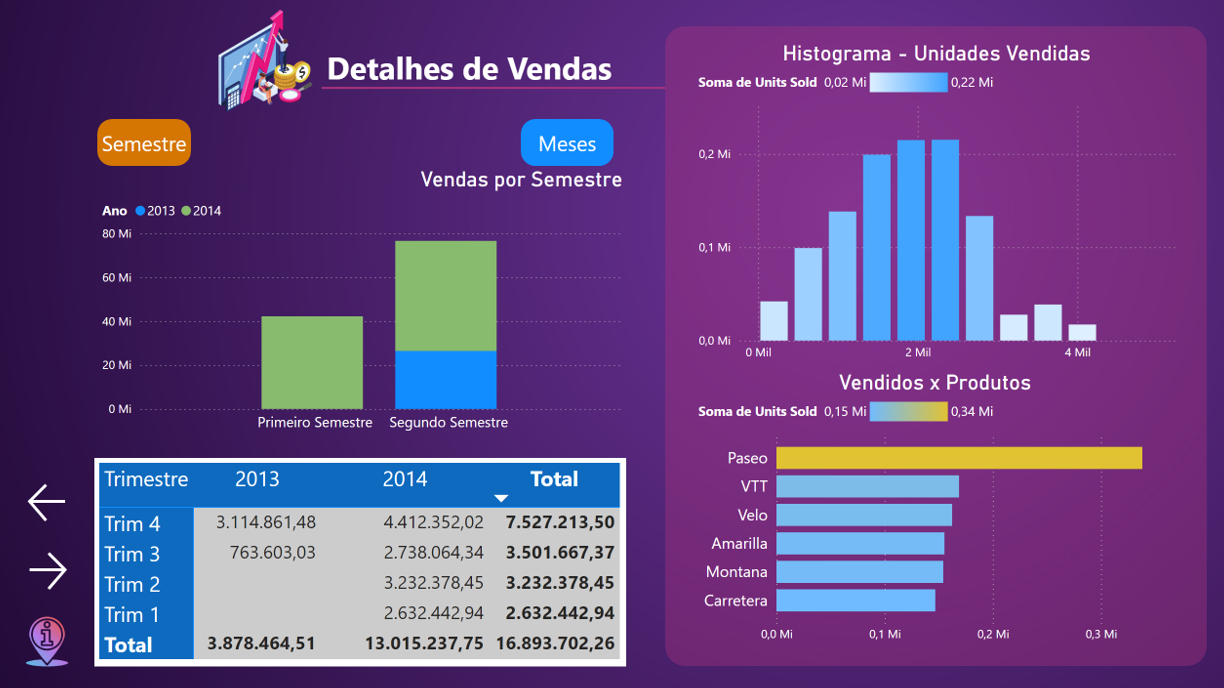 Detalhes de Vendas
Semestre
Meses
Vendas por Semestre
Ano 2013 2014
80 Mi
60 Mi
40 Mi
20 Mi
0 Mi
Primeiro Semestre Segundo Semestre
Trimestre 2013 2014 Total
Trim 4 3.114.861,48 4.412.352,02 7.527.213,50
Trim 3 763.603,03 2.738.064,34 3.501.667,37
Trim 2 3.232.378,45 3.232.378,45
Trim 1 2.632.442,94 2.632.442,94
Total 3.878.464,51 13.015.237,75 16.893.702,26
Histograma - Unidades Vendidas
Soma de Units Sold 0,02 Mi 0,22 Mi
0,2 Mi
0,1 Mi
0,0 Mi
0 Mil 2 Mil 4 Mil
Vendidos x Produtos
Soma de Units Sold 0,15 Mi 0,34 Mi
Paseo
VTT
Velo
Amarilla
Montana
Carretera
0,0 Mi 0,1 Mi 0,2 Mi 0,3 Mi